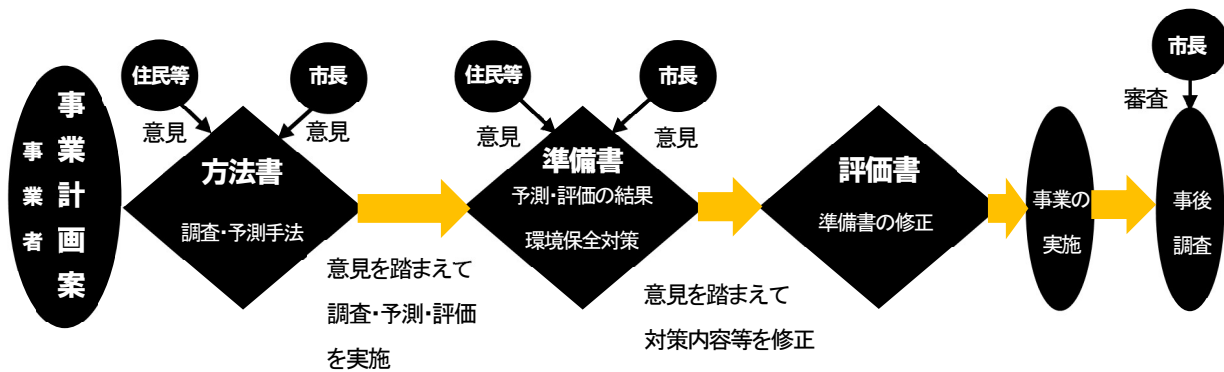 事業計画案
事業者
住民等
意見
市長
意見
方法書
調査・予測手法
意見を踏まえて
調査・予測・評価
を実施
住民等
意見
市長
意見
準備書
予測・評価の結果
環境保全対策
意見を踏まえて
対策内容等を修正
評価書
準備書の修正
事業の
実施
市長
審査
事後
調査